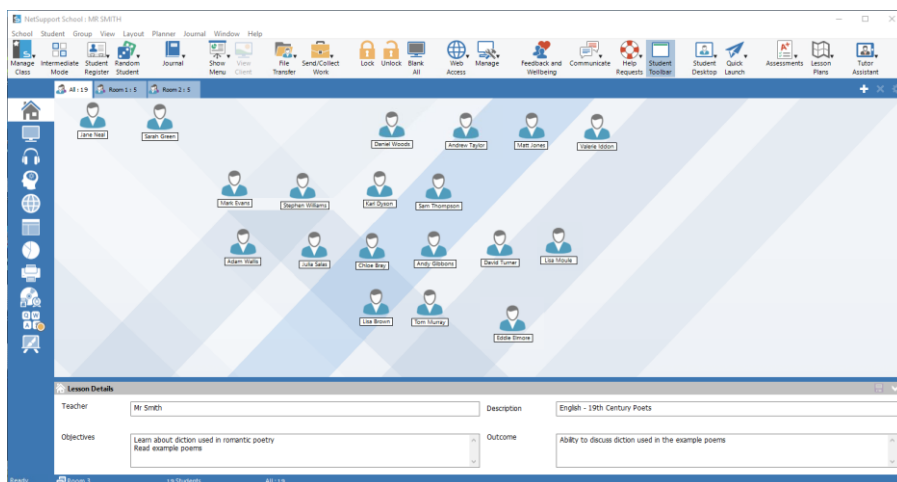 NetSupport School : MR SMITH
School Student Group View Layout Planner Journal Window Help
Manage Class
Intermediate Mode
Student Register
Random Student
Journal
Show Menu
View Client
File Transfer
Send/Collect Work
Lock
Unlock
Blank All
Web Access
Manage
Feedback and Wellbeing
Communicate
Help Requests
Student Toolbar
Student Desktop
Quick Launch
Assessments
Lesson Plans
Tutor Assistant
All : 19
Room 1 : 5
Room 2 : 5
Jane Neal
Sarah Green
Daniel Woods
Andrew Taylor
Matt Jones
Valerie Iddon
Mark Evans
Stephen Williams
Karl Dyson
Sam Thompson
Adam Wallis
Julia Sales
Chloe Bray
Andy Gibbons
David Turner
Lisa Moule
Lisa Brown
Tom Murray
Eddie Elmore
Lesson Details
Teacher
Mr Smith
Description
English - 19th Century Poets
Objectives
Learn about diction used in romantic poetry
Read example poems
Outcome
Ability to discuss diction used in the example poems
Ready
Room 3
19 Students
All : 19